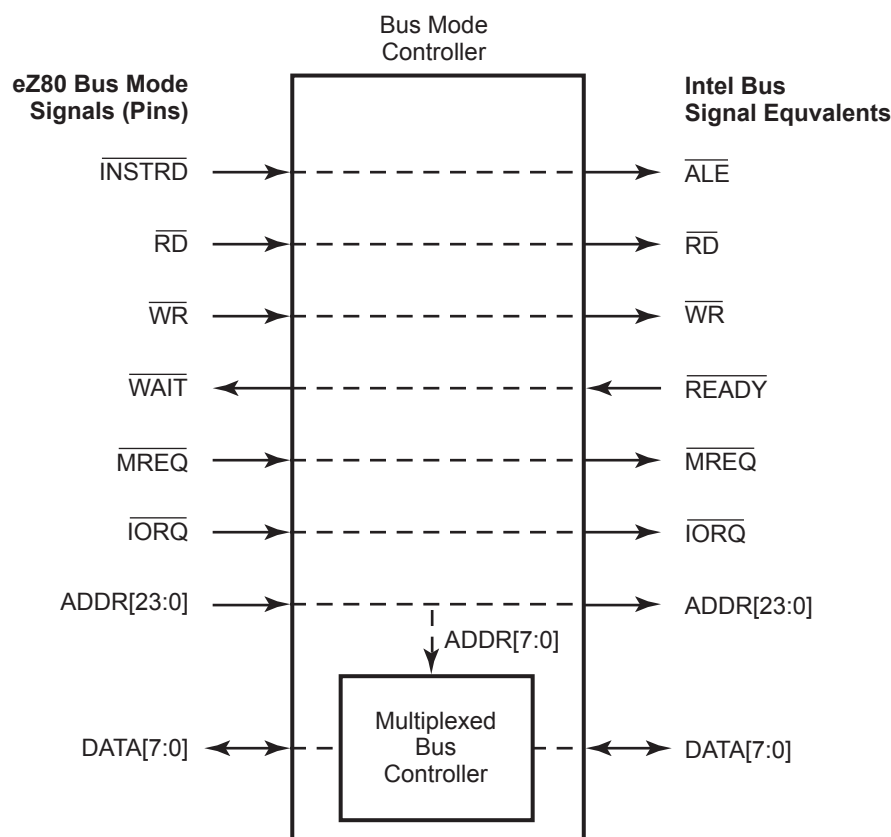 Bus Mode
Controller
eZ80 Bus Mode
Signals (Pins)
Intel Bus
Signal Equvalents
INSTRD
ALE
RD
RD
WR
WR
WAIT
READY
MREQ
MREQ
IORQ
IORQ
ADDR[23:0]
ADDR[23:0]
ADDR[7:0]
DATA[7:0]
Multiplexed
Bus
Controller
DATA[7:0]